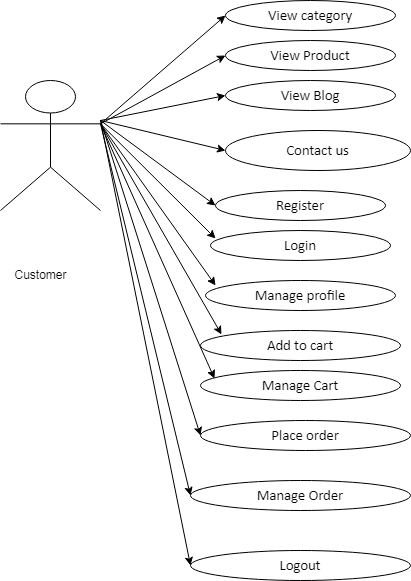 View category
View Product
View Blog
Contact us
Register
Login
Customer
Manage profile
Add to cart
Manage Cart
Place order
Manage Order
Logout